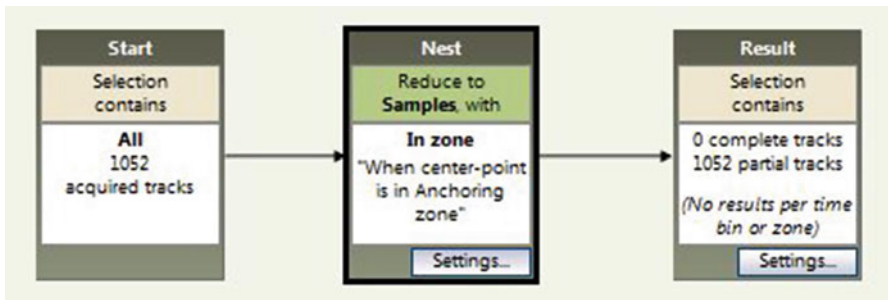 Start
Selection
contains
All
1052
acquired tracks
Nest
Reduce to
Samples, with
In zone
"When center-point
is in Anchoring
zone"
Settings...
Result
Selection
contains
0 complete tracks
1052 partial tracks
(No results per time
bin or zone)
Settings...